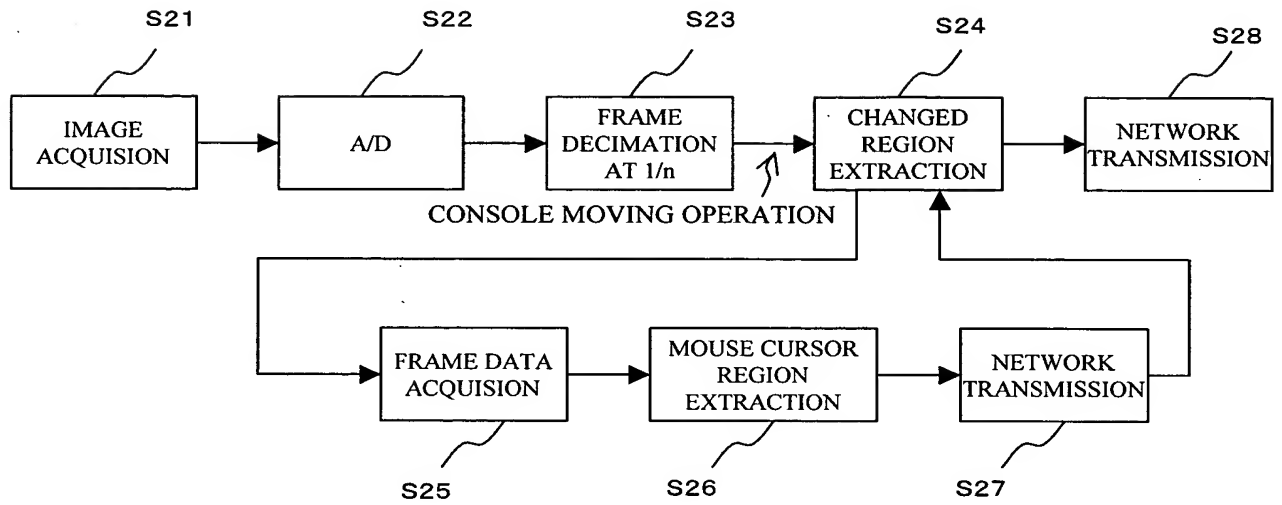 S21
S22
S23
S24
S28
IMAGE
ACQUISION
A/D
FRAME
DECIMATION
AT 1/n
CHANGED
REGION
EXTRACTION
NETWORK
TRANSMISSION
CONSOLE MOVING OPERATION
FRAME DATA
ACQUISION
MOUSE CURSOR
REGION
EXTRACTION
NETWORK
TRANSMISSION
S25
S26
S27